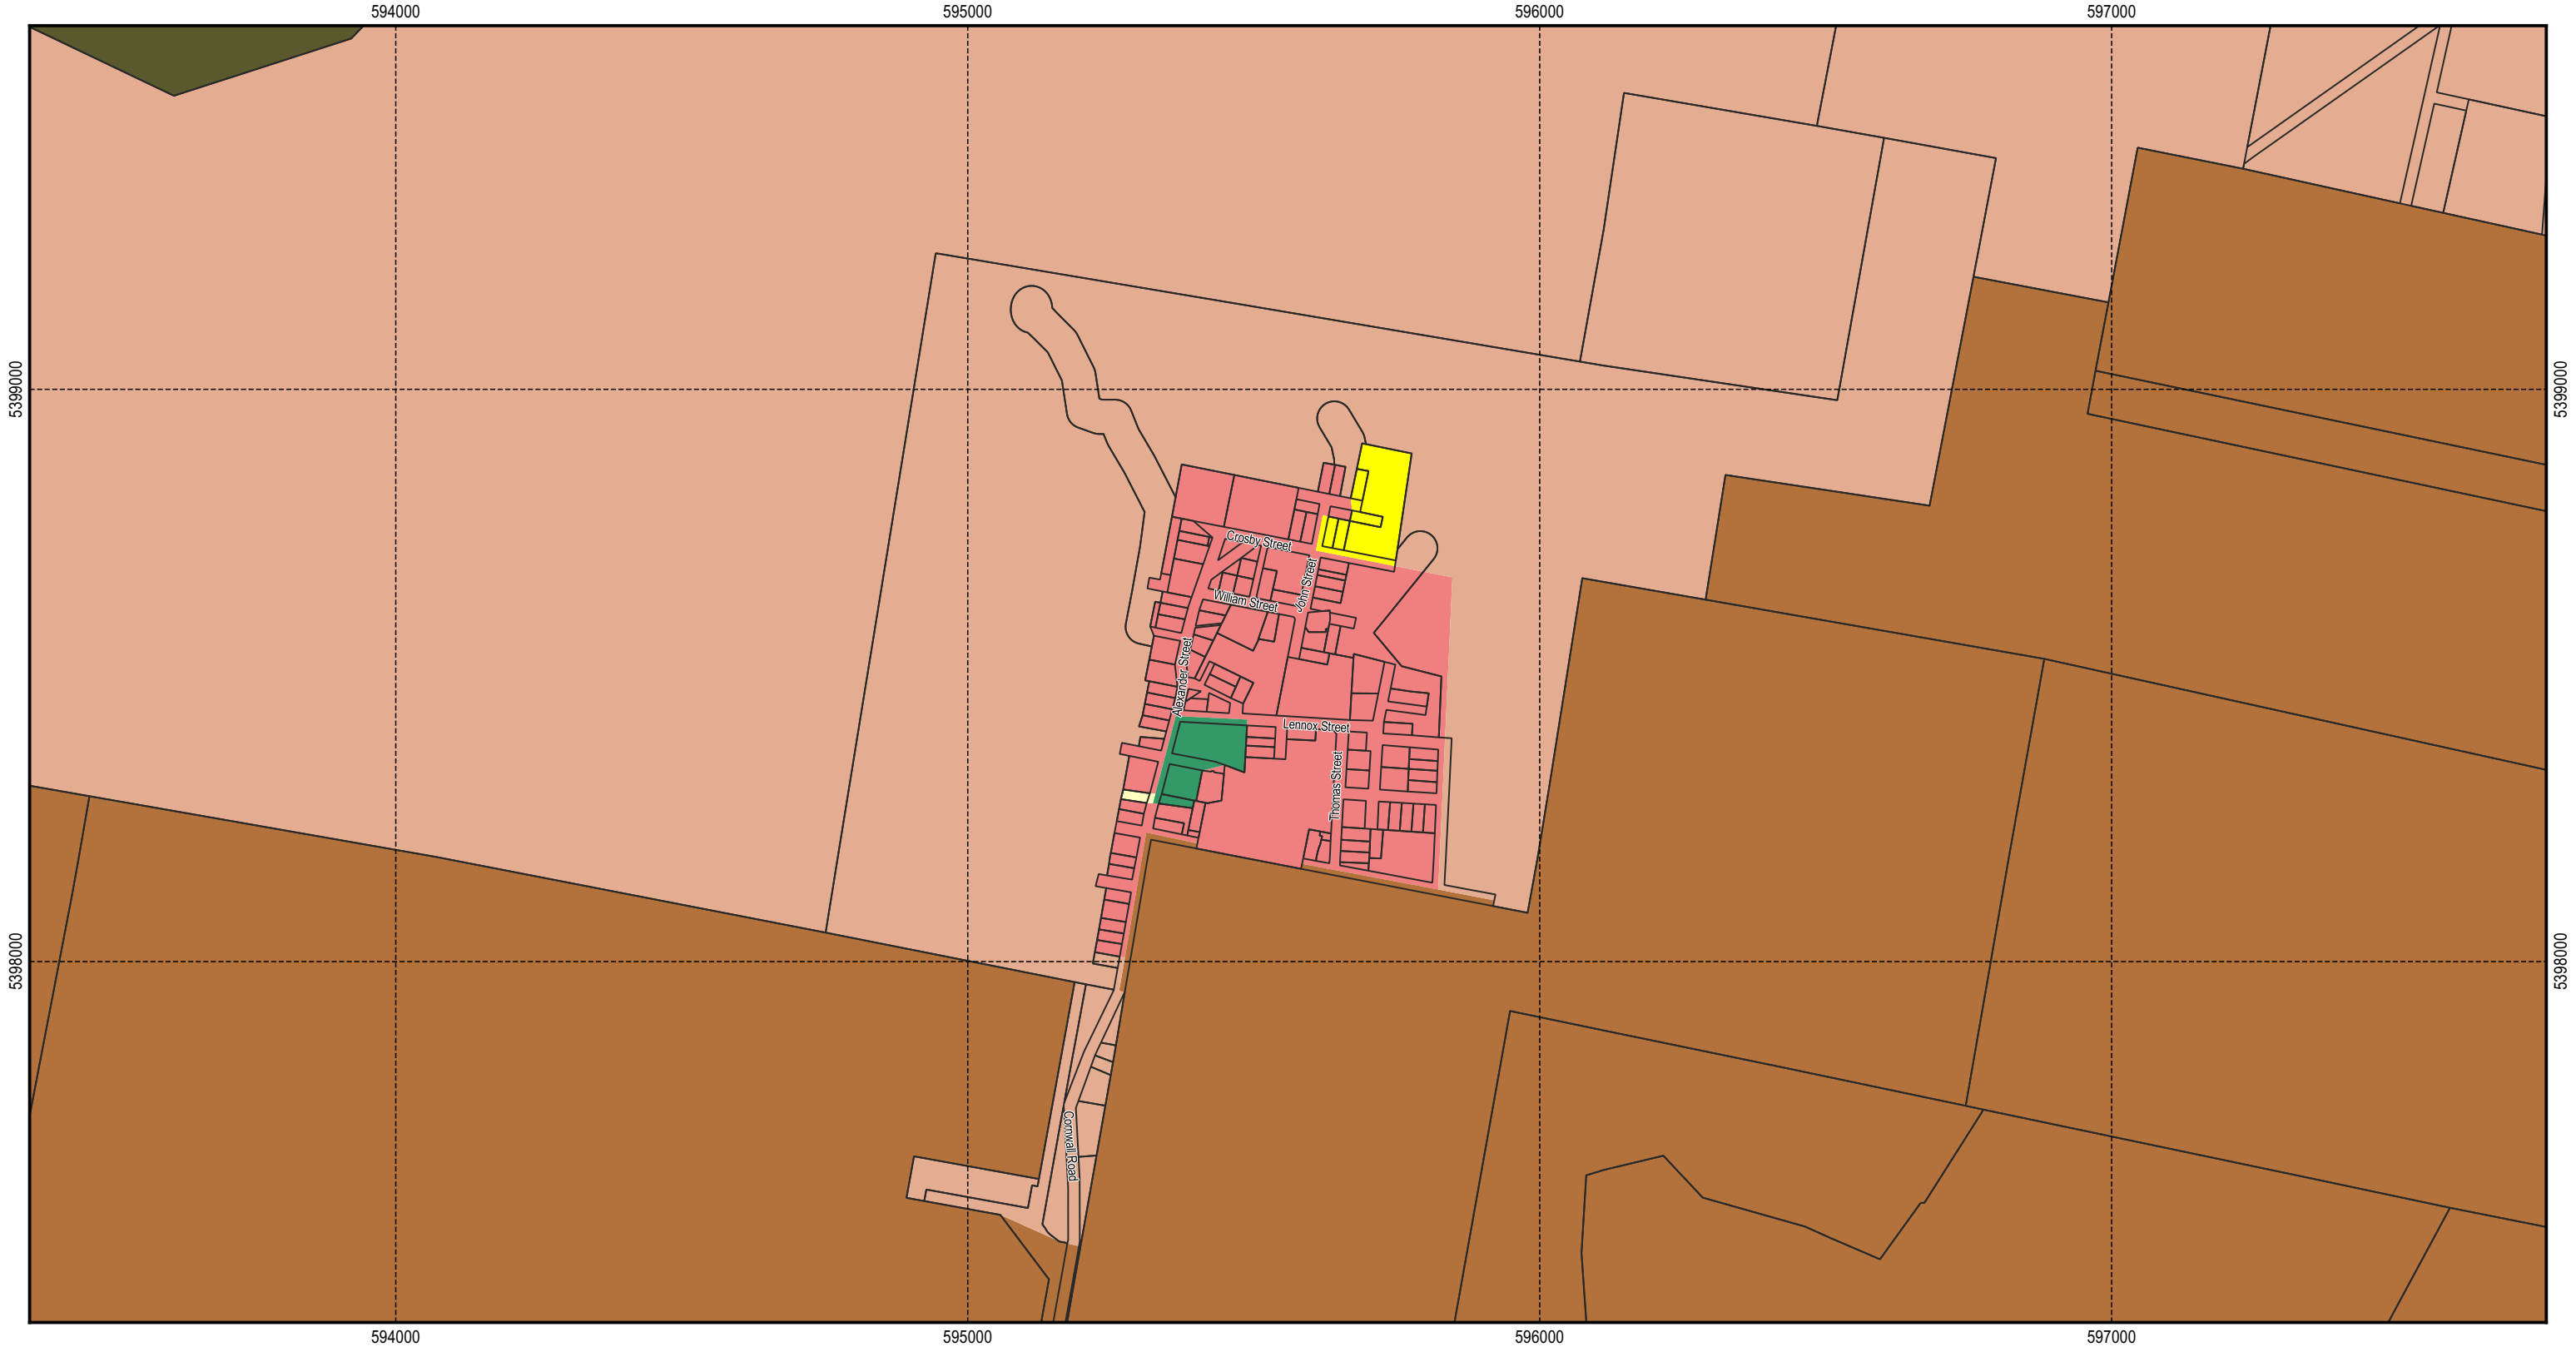 594000
595000
596000
597000
5399000
5399000
Crosby Street
John Street
William Street
Alexander Street
Lennox Street
Thomas Street
5398000
5398000
Cornwall Road
594000
595000
596000
597000